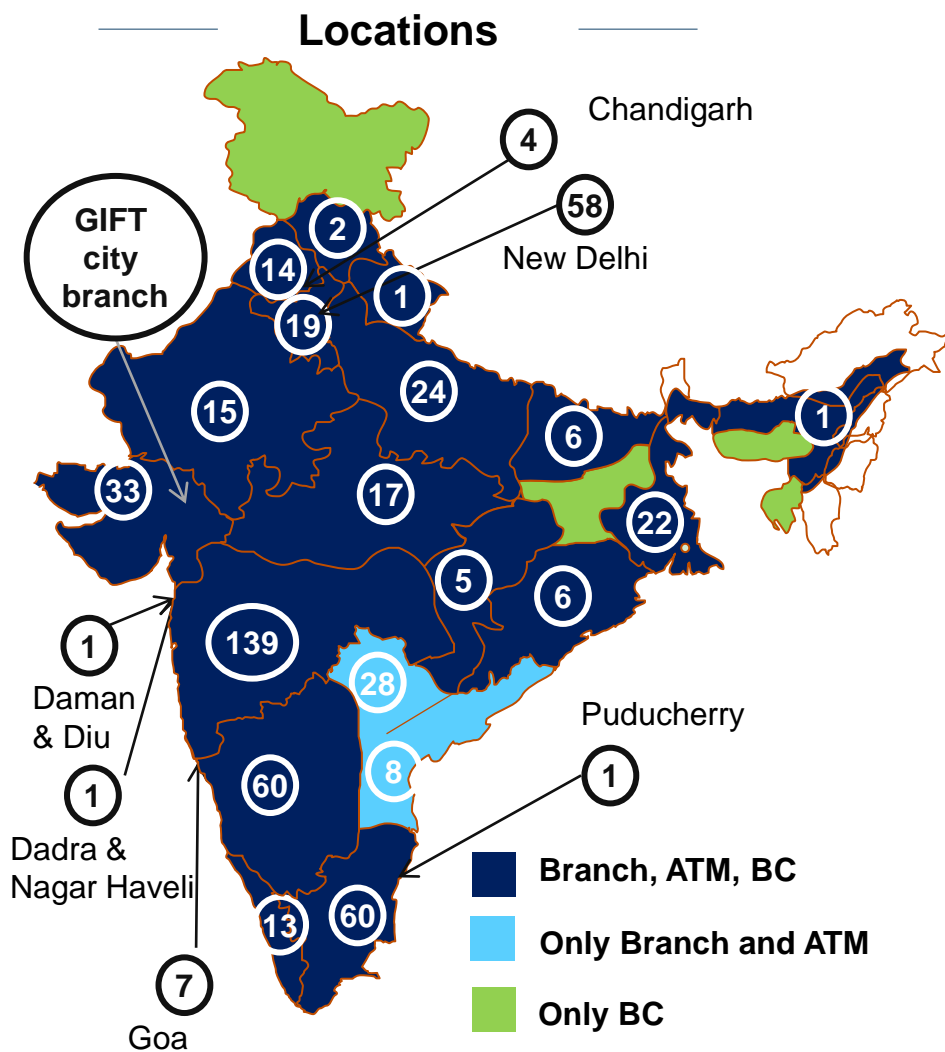 Locations
Chandigarh
4
58
New Delhi
GIFT
city
branch
2
14
1
19
15
24
6
1
33
17
22
5
6
139
1
Daman
& Diu
28
Puducherry
1
8
60
1
Dadra &
Nagar Haveli
13
60
7
Goa
Branch, ATM, BC
Only Branch and ATM
Only BC